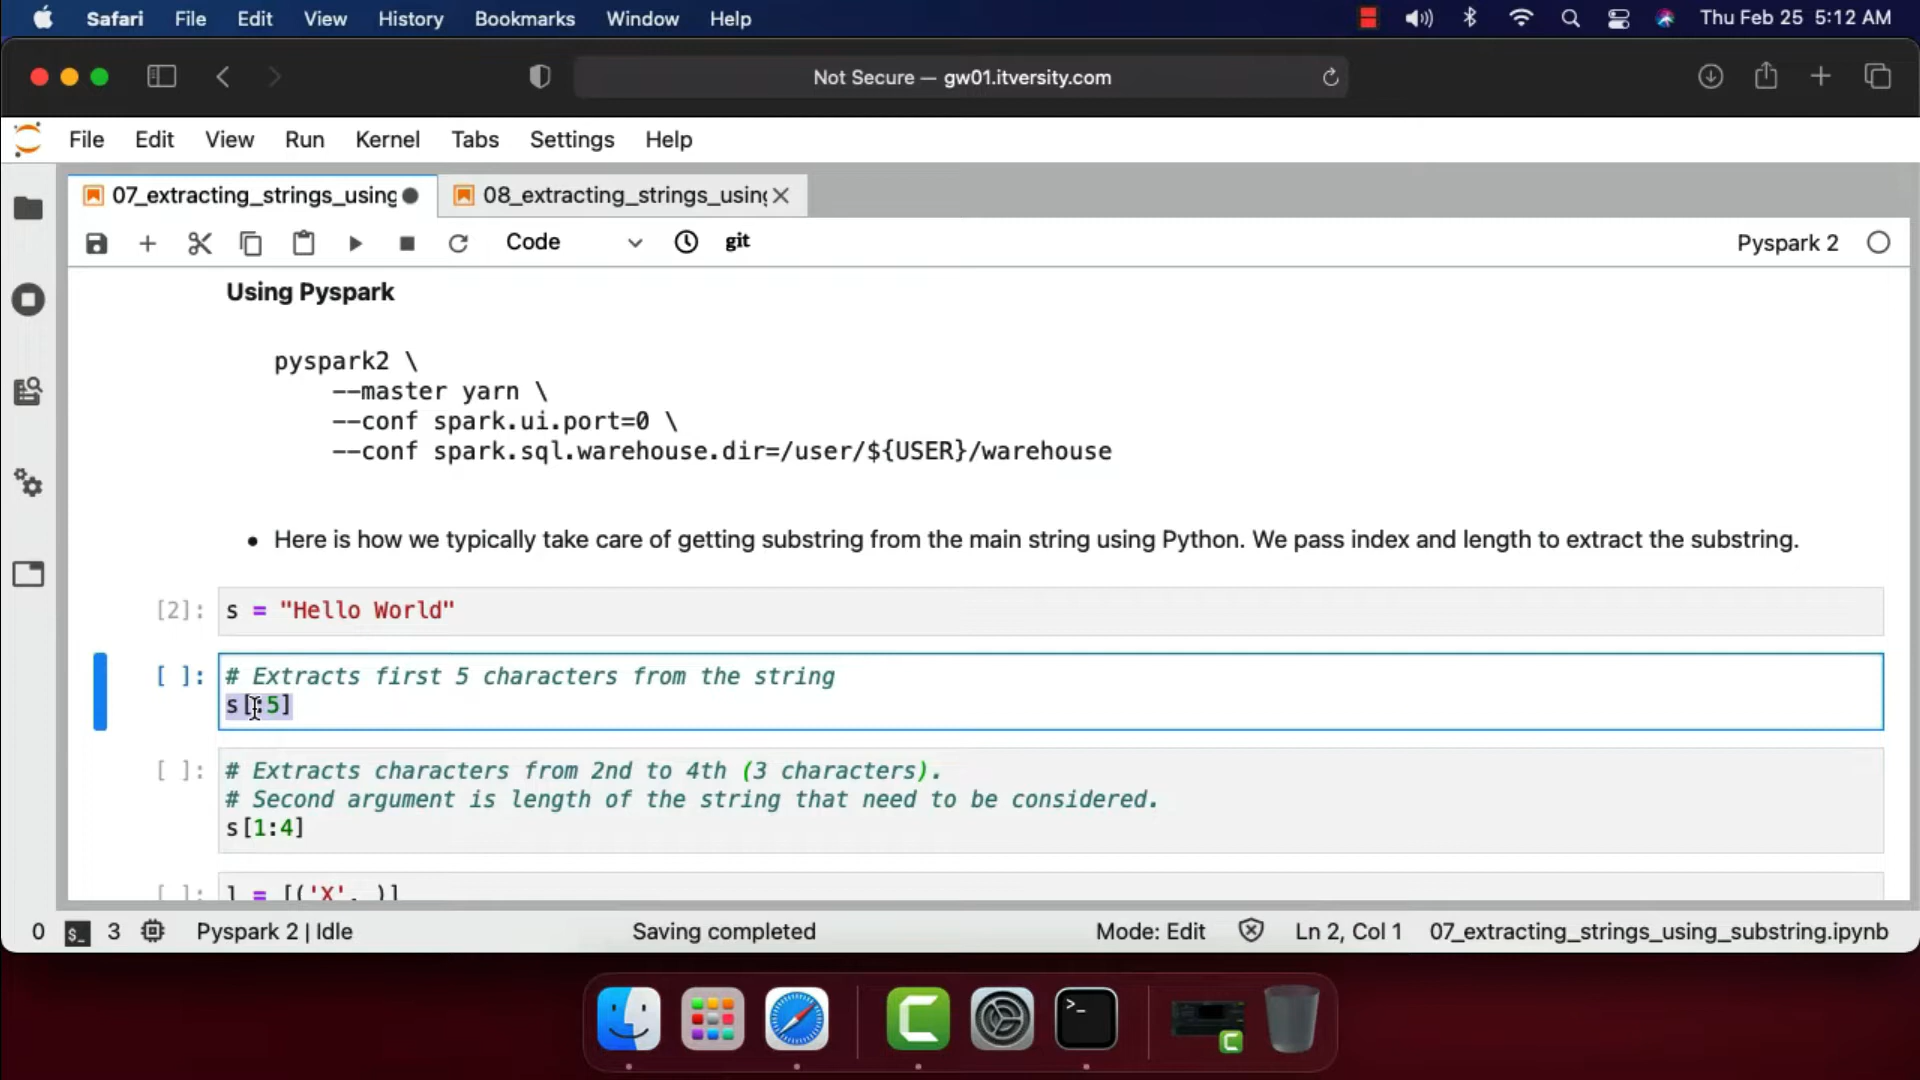 Safari File Edit View History Bookmarks Window Help Thu Feb 25 5:12 AM
Not Secure — gw01.itversity.com
File Edit View Run Kernel Tabs Settings Help
07_extracting_strings_using 08_extracting_strings_using
Code git Pyspark 2
Using Pyspark
pyspark2 \
--master yarn \
--conf spark.ui.port=0 \
--conf spark.sql.warehouse.dir=/user/${USER}/warehouse
• Here is how we typically take care of getting substring from the main string using Python. We pass index and length to extract the substring.
[2]: s = "Hello World"
[ ]: # Extracts first 5 characters from the string
s[:5]
[ ]: # Extracts characters from 2nd to 4th (3 characters).
# Second argument is length of the string that need to be considered.
s[1:4]
[ ]: l = [('X', )]
0 $_ 3 Pyspark 2 | Idle Saving completed Mode: Edit Ln 2, Col 1 07_extracting_strings_using_substring.ipynb
>_